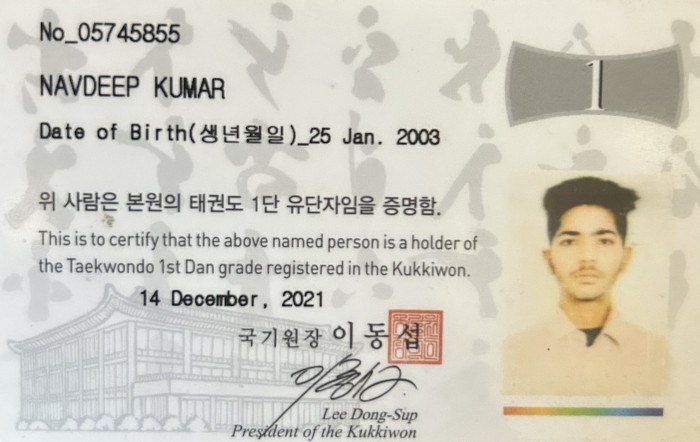 No_05745855
1
NAVDEEP KUMAR
Date of Birth(생년월일)_25 Jan. 2003
위 사람은 본원의 태권도 1단 유단자임을 증명함.
This is to certify that the above named person is a holder of
the Taekwondo 1st Dan grade registered in the Kukkiwon.
14 December, 2021
국기원장 이동섭
Lee Dong-Sup
President of the Kukkiwon